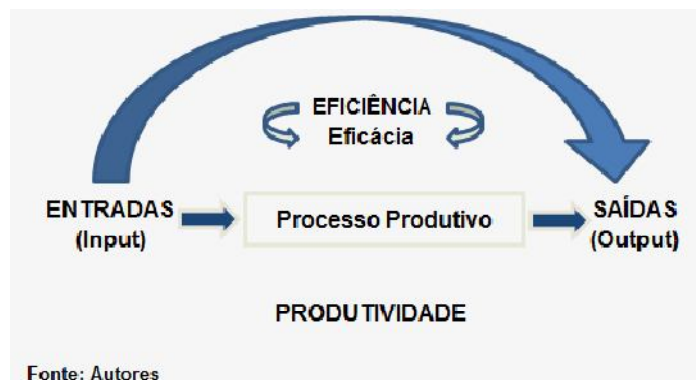 EFICIÊNCIA
Eficácia
ENTRADAS
(Input)
Processo Produtivo
SAÍDAS
(Output)
PRODUTIVIDADE
Fonte: Autores